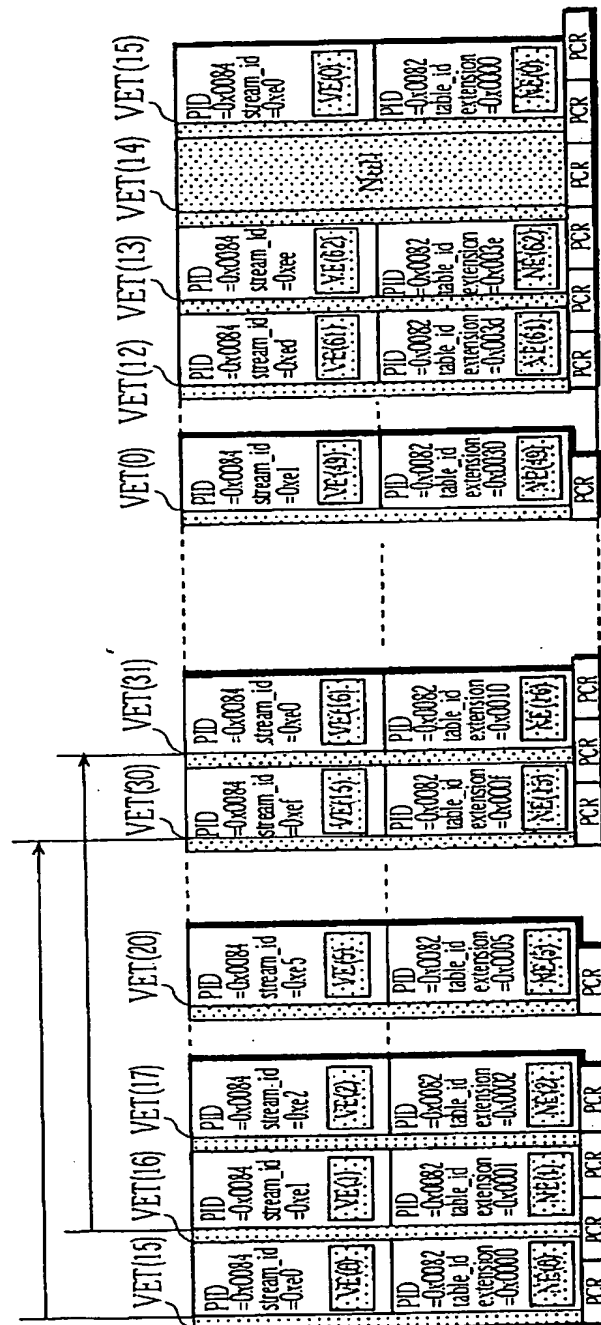 VET(15)
VET(16)
VET(17)
VET(20)
VET(30)
VET(31)
VET(0)
VET(12)
VET(13)
VET(14)
VET(15)
PID
=0x0084
stream_id
=0xe0
VE(0)
PID
=0x0084
stream_id
=0xe1
VE(1)
PID
=0x0084
stream_id
=0xe2
VE(2)
PID
=0x0084
stream_id
=0xe5
VE(5)
PID
=0x0084
stream_id
=0xef
VE(15)
PID
=0x0084
stream_id
=0xe0
VE(16)
PID
=0x0084
stream_id
=0xe1
VE(49)
PID
=0x0084
stream_id
=0xed
VE(61)
PID
=0x0084
stream_id
=0xee
VE(62)
Null
PID
=0x0084
stream_id
=0xe0
VE(0)
PID
=0x0082
table_id
extension
=0x0000
NE(0)
PID
=0x0082
table_id
extension
=0x0001
NE(1)
PID
=0x0082
table_id
extension
=0x0002
NE(2)
PID
=0x0082
table_id
extension
=0x0005
NE(5)
PID
=0x0082
table_id
extension
=0x000f
NE(15)
PID
=0x0082
table_id
extension
=0x0010
NE(16)
PID
=0x0082
table_id
extension
=0x0030
NE(49)
PID
=0x0082
table_id
extension
=0x003d
NE(61)
PID
=0x0082
table_id
extension
=0x003e
NE(62)
PID
=0x0082
table_id
extension
=0x0000
NE(0)
PCR
PCR
PCR
PCR
PCR
PCR
PCR
PCR
PCR
PCR
PCR
PCR
PCR
PCR